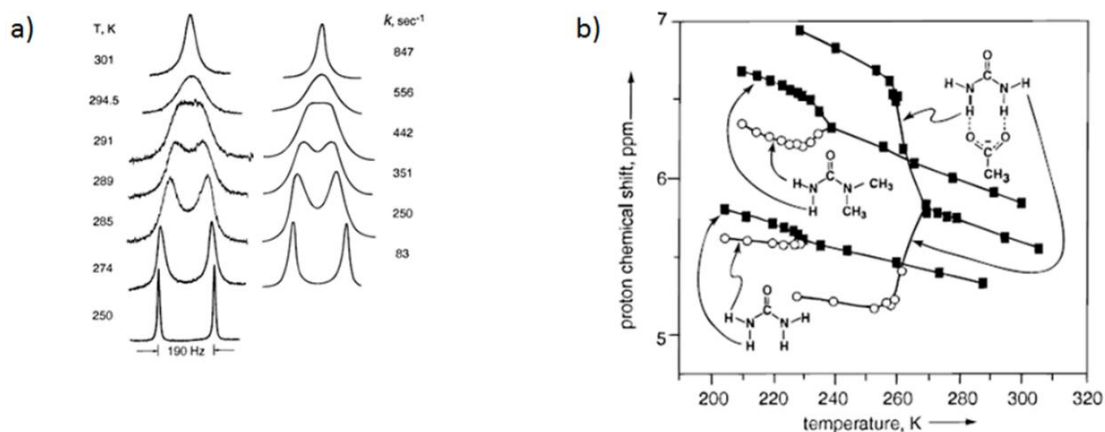 a)
T, K
k, sec⁻¹
301
847
294.5
556
291
442
289
351
285
250
274
83
250
190 Hz
b)
proton chemical shift, ppm
7
6
5
200 220 240 260 280 300 320
temperature, K
O
H N N H
H H
O O
-
CH₃
O
H N N CH₃
H CH₃
O
H N N H
H H